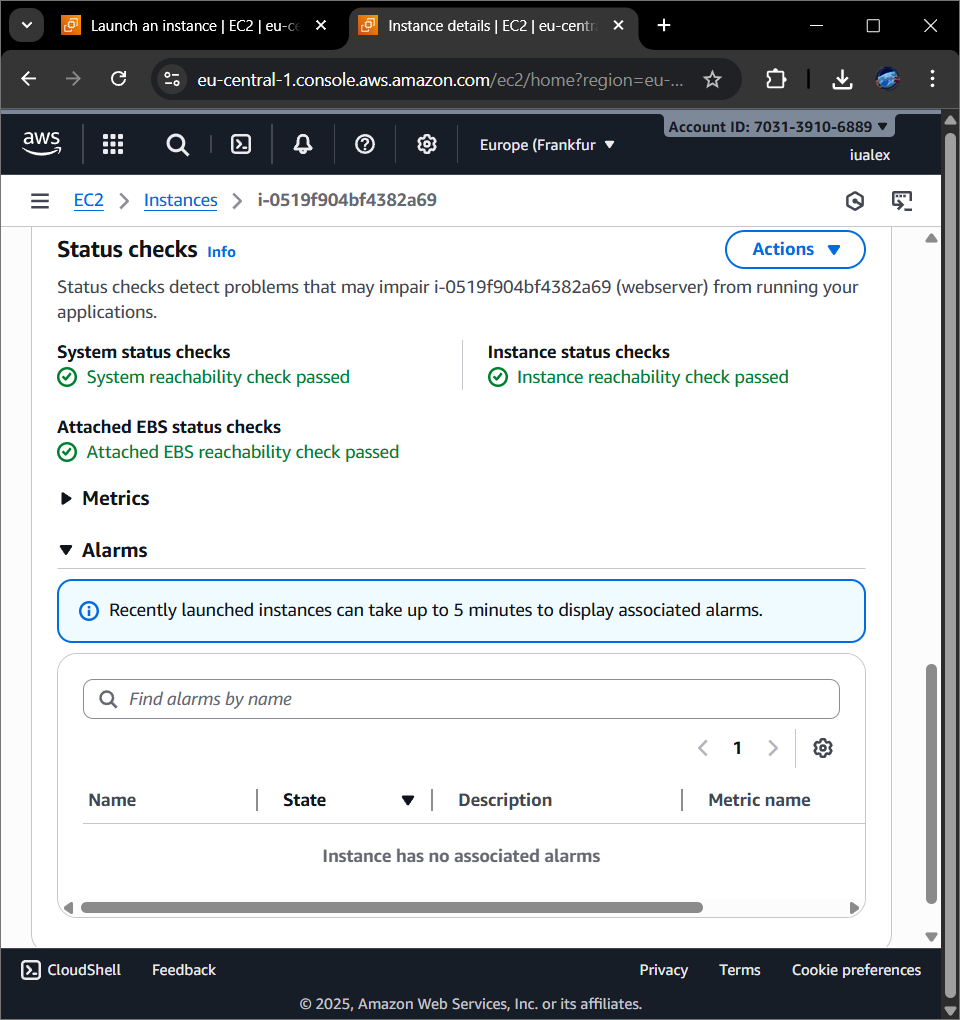 Launch an instance | EC2 | eu-ce
Instance details | EC2 | eu-centr
eu-central-1.console.aws.amazon.com/ec2/home?region=eu-...
aws
Europe (Frankfur
Account ID: 7031-3910-6889
iualex
EC2
Instances
i-0519f904bf4382a69
Status checks Info
Actions
Status checks detect problems that may impair i-0519f904bf4382a69 (webserver) from running your
applications.
System status checks
System reachability check passed
Instance status checks
Instance reachability check passed
Attached EBS status checks
Attached EBS reachability check passed
Metrics
Alarms
Recently launched instances can take up to 5 minutes to display associated alarms.
Find alarms by name
1
Name State Description Metric name
Instance has no associated alarms
CloudShell Feedback Privacy Terms Cookie preferences
© 2025, Amazon Web Services, Inc. or its affiliates.